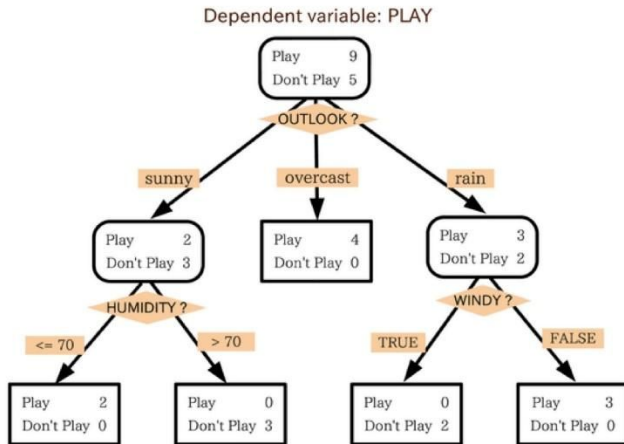 Dependent variable: PLAY
Play 9
Don't Play 5
OUTLOOK ?
sunny
overcast
rain
Play 2
Don't Play 3
Play 4
Don't Play 0
Play 3
Don't Play 2
HUMIDITY ?
WINDY ?
<= 70
> 70
TRUE
FALSE
Play 2
Don't Play 0
Play 0
Don't Play 3
Play 0
Don't Play 2
Play 3
Don't Play 0